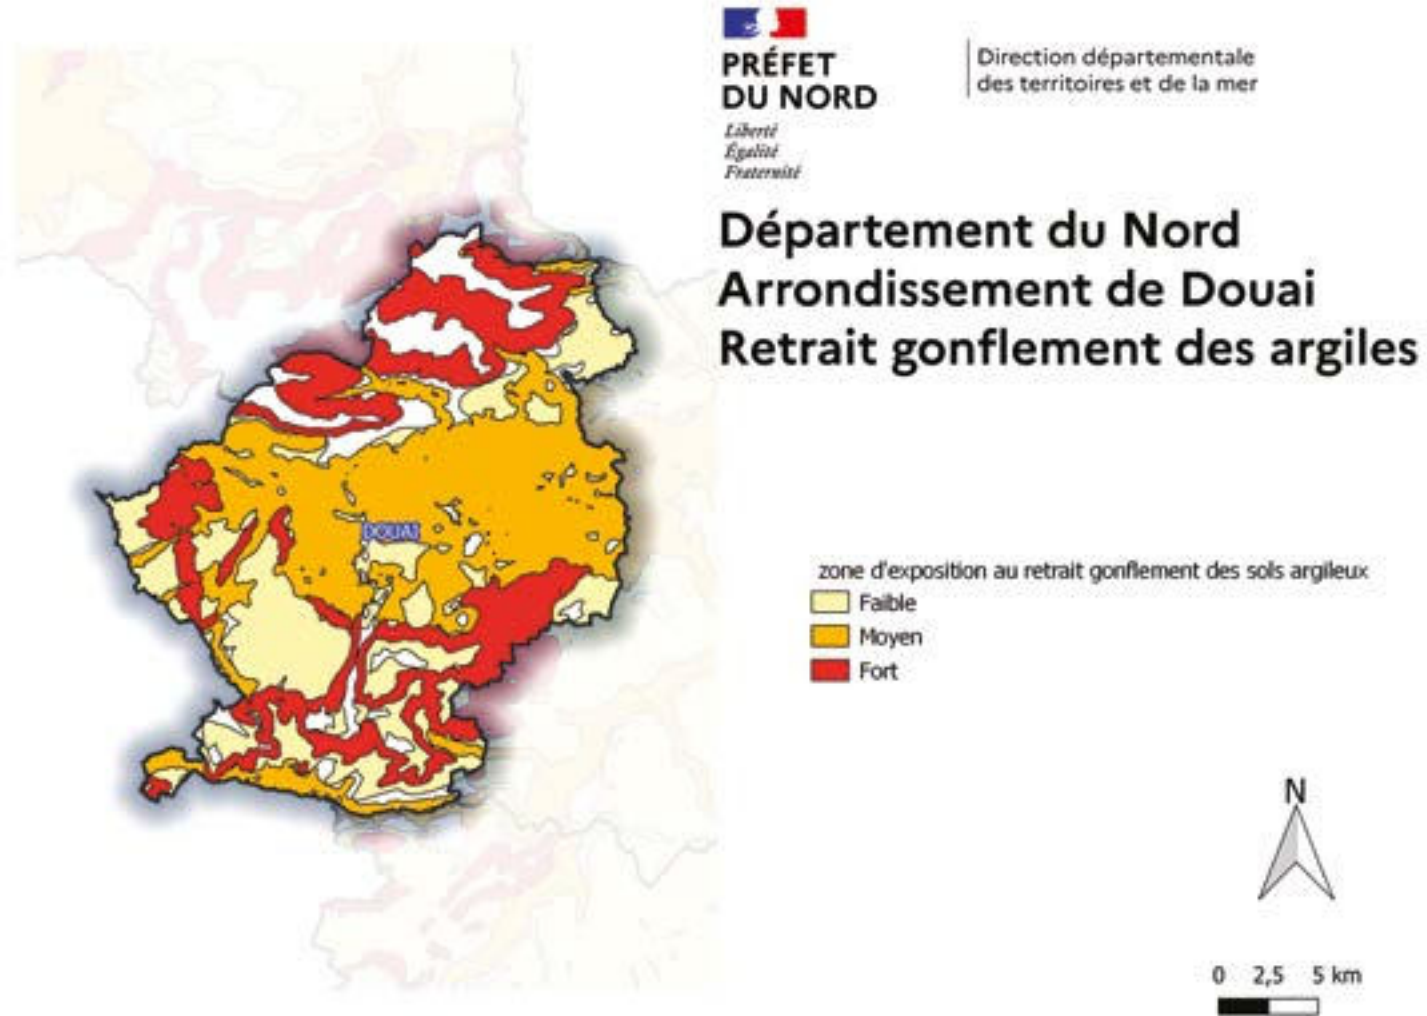 PRÉFET
DU NORD
Liberté
Égalité
Fraternité
Direction départementale
des territoires et de la mer
Département du Nord
Arrondissement de Douai
Retrait gonflement des argiles
DOUAI
zone d'exposition au retrait gonflement des sols argileux
Faible
Moyen
Fort
N
0 2,5 5 km